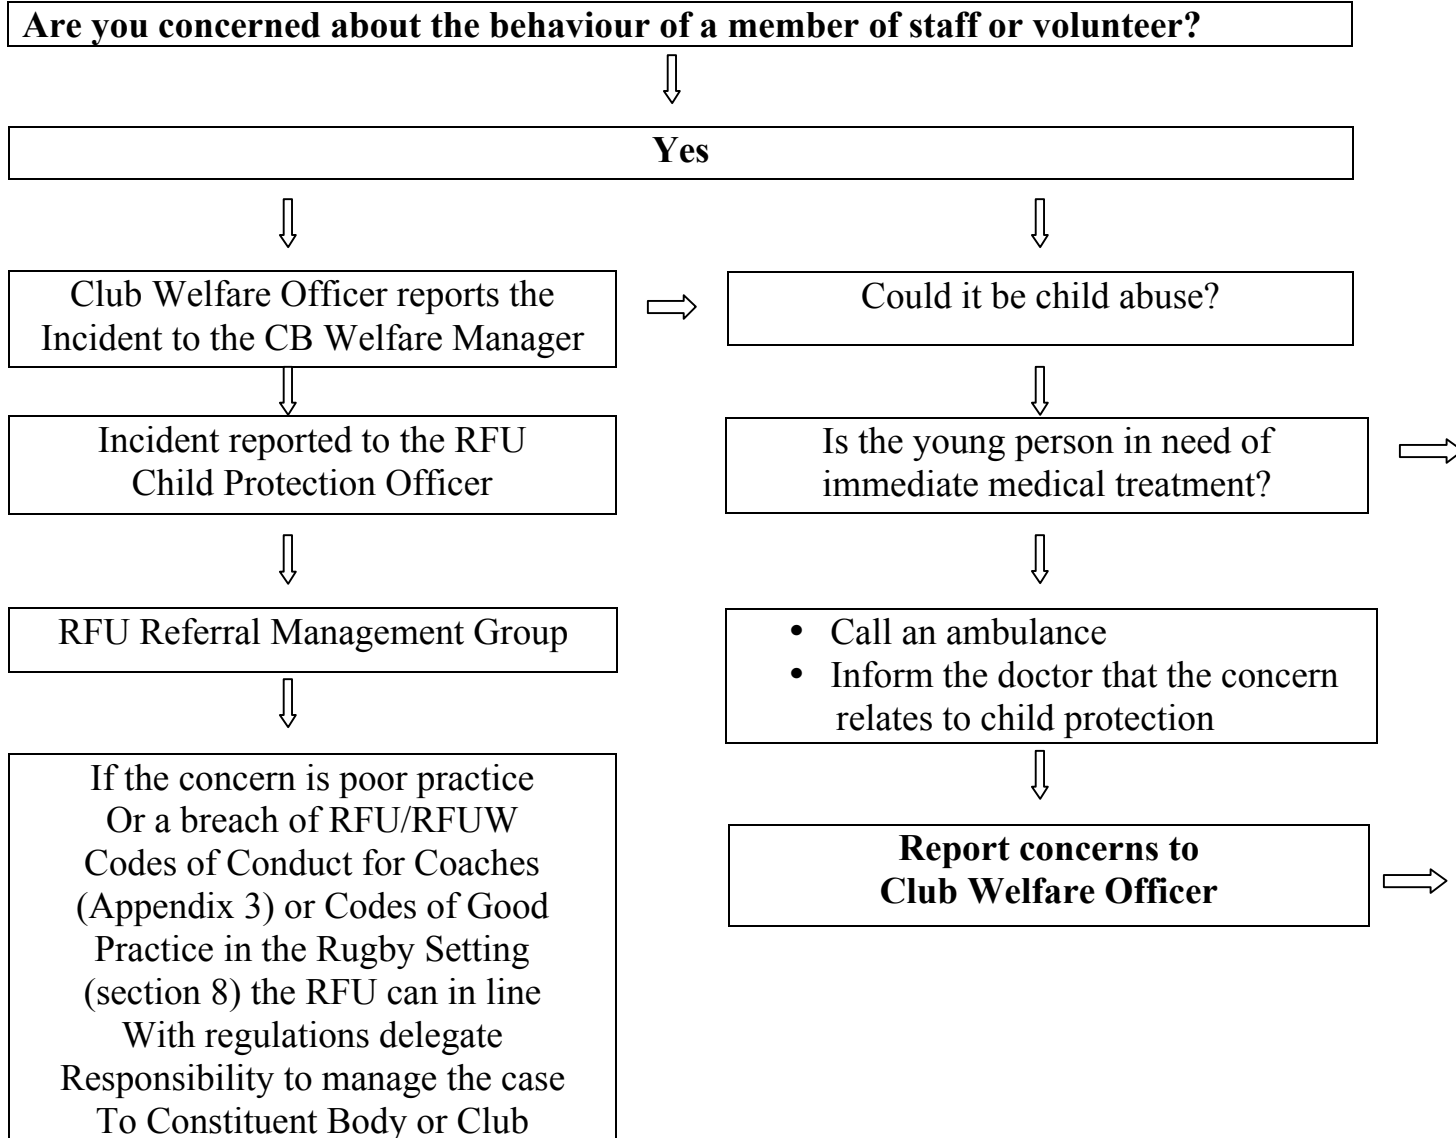 Are you concerned about the behaviour of a member of staff or volunteer?
Yes
Club Welfare Officer reports the
Incident to the CB Welfare Manager
Could it be child abuse?
Incident reported to the RFU
Child Protection Officer
Is the young person in need of
immediate medical treatment?
RFU Referral Management Group
• Call an ambulance
• Inform the doctor that the concern
relates to child protection
If the concern is poor practice
Or a breach of RFU/RFUW
Codes of Conduct for Coaches
(Appendix 3) or Codes of Good
Practice in the Rugby Setting
(section 8) the RFU can in line
With regulations delegate
Responsibility to manage the case
To Constituent Body or Club
Report concerns to
Club Welfare Officer